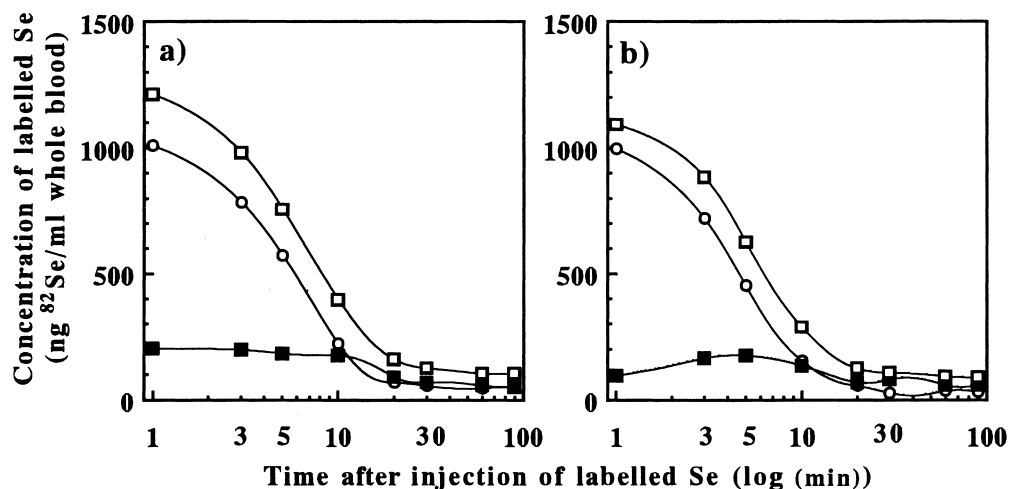 Concentration of labelled Se
(ng ⁸²Se/ml whole blood)
1500
1000
500
0
a)
1 3 5 10 30 100
1500
1000
500
0
b)
1 3 5 10 30 100
Time after injection of labelled Se (log (min))